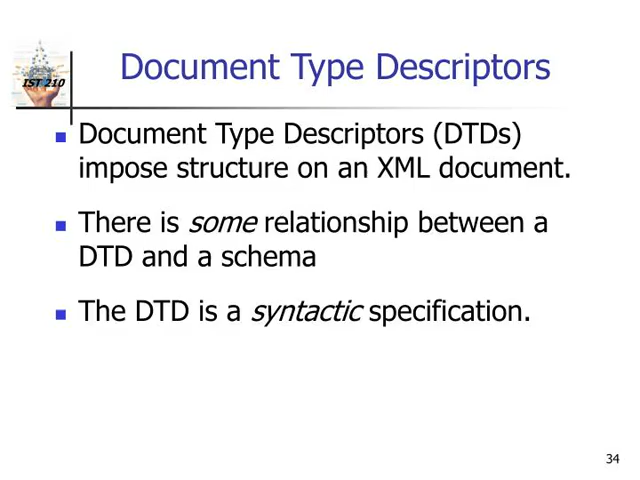 IST 210
Document Type Descriptors
Document Type Descriptors (DTDs)
impose structure on an XML document.
There is some relationship between a
DTD and a schema
The DTD is a syntactic specification.
34